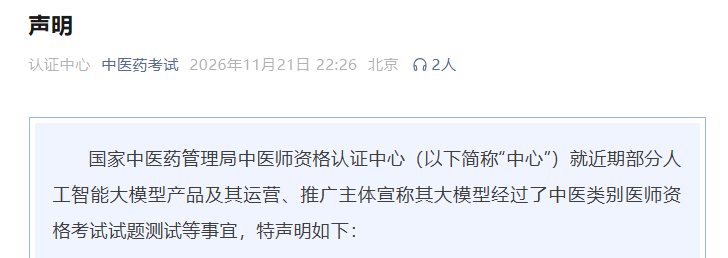 声明
认证中心 中医药考试 2026年11月21日 22:26 北京 2人
国家中医药管理局中医师资格认证中心（以下简称“中心”）就近期部分人
工智能大模型产品及其运营、推广主体宣称其大模型经过了中医类别医师资
格考试试题测试等事宜，特声明如下：